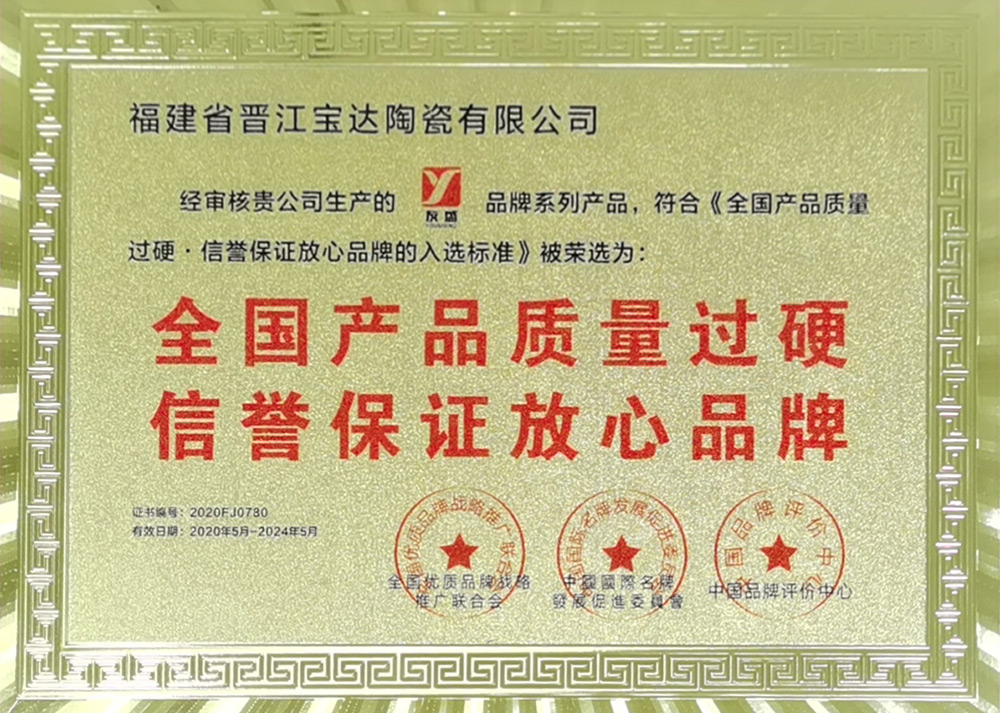 福建省晋江宝达陶瓷有限公司
经审核贵公司生产的 友盛 品牌系列产品，符合《全国产品质量
过硬·信誉保证放心品牌的入选标准》被荣选为：
全国产品质量过硬
信誉保证放心品牌
证书编号：2020FJ0780
有效日期：2020年5月-2024年5月
全国优质品牌战略
推广联合会
中國國際名牌
發展促進委員會
中国品牌评价中心